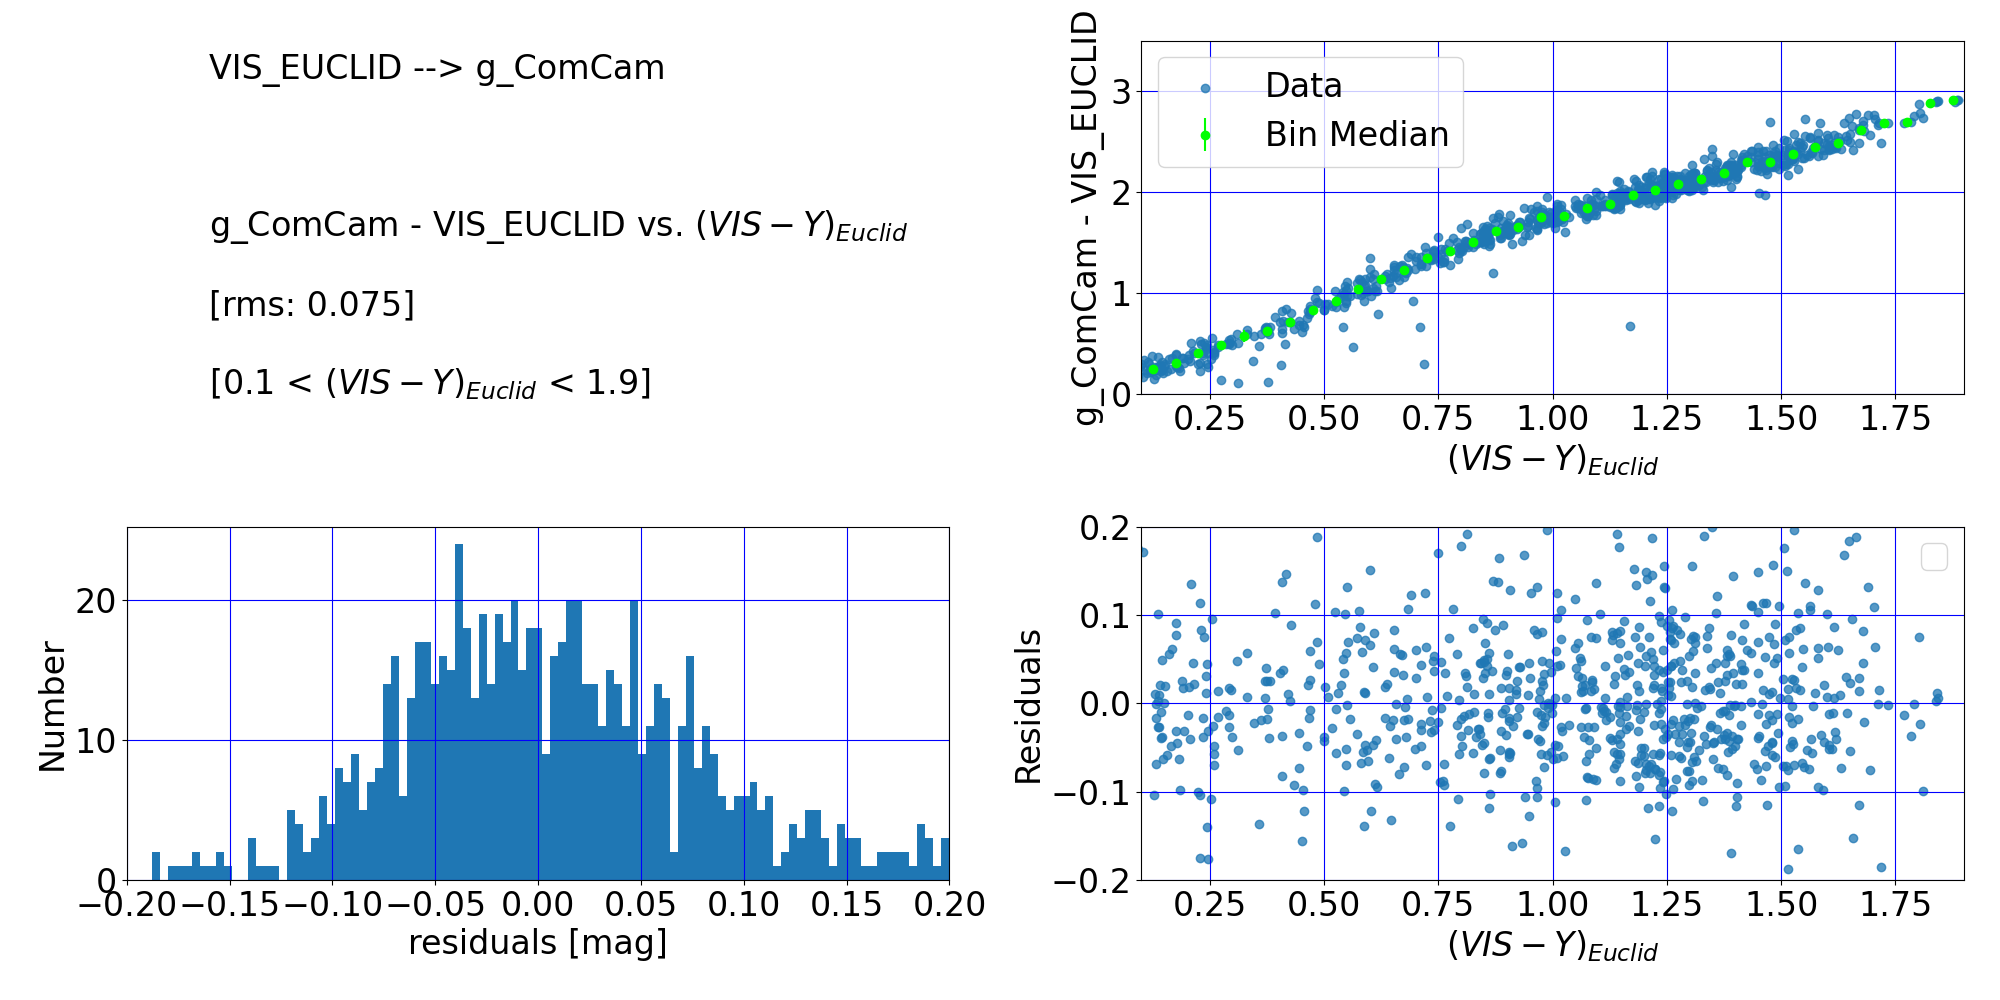 VIS_EUCLID --> g_ComCam
g_ComCam - VIS_EUCLID vs. (VIS − Y)Euclid
[rms: 0.075]
[0.1 < (VIS − Y)Euclid < 1.9]
g_ComCam - VIS_EUCLID
3
2
1
0
Data
Bin Median
0.25 0.50 0.75 1.00 1.25 1.50 1.75
(VIS − Y)Euclid
Number
20
10
0
−0.20 −0.15 −0.10 −0.05 0.00 0.05 0.10 0.15 0.20
residuals [mag]
Residuals
0.2
0.1
0.0
−0.1
−0.2
0.25 0.50 0.75 1.00 1.25 1.50 1.75
(VIS − Y)Euclid